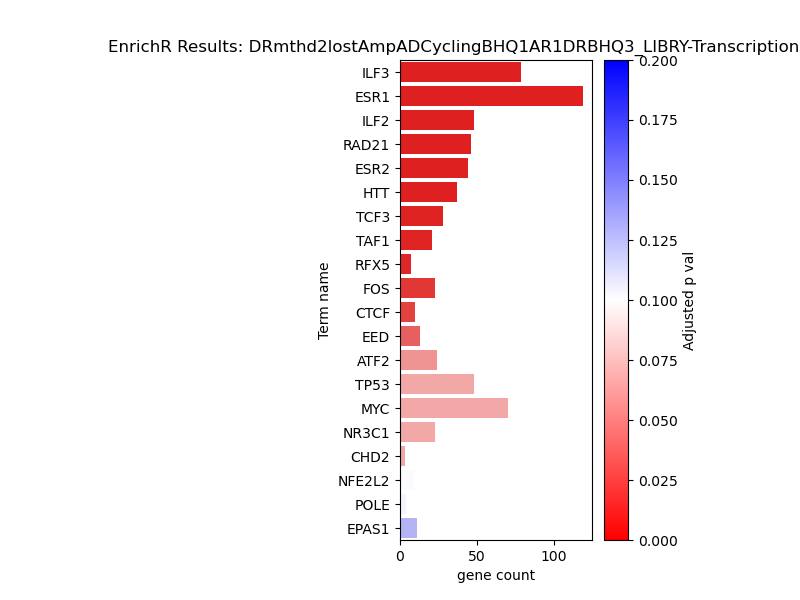 EnrichR Results: DRmthd2lostAmpADCyclingBHQ1AR1DRBHQ3_LIBRY-Transcription
ILF3
ESR1
ILF2
RAD21
ESR2
HTT
TCF3
TAF1
RFX5
FOS
CTCF
EED
ATF2
TP53
MYC
NR3C1
CHD2
NFE2L2
POLE
EPAS1
Term name
0
50
100
gene count
0.200
0.175
0.150
0.125
0.100
0.075
0.050
0.025
0.000
Adjusted p val